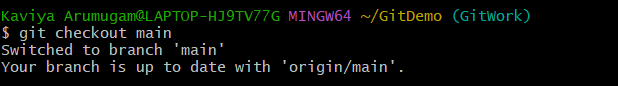 Kaviya Arumugam@LAPTOP-HJ9TV77G MINGW64 ~/GitDemo (GitWork)
$ git checkout main
Switched to branch 'main'
Your branch is up to date with 'origin/main'.